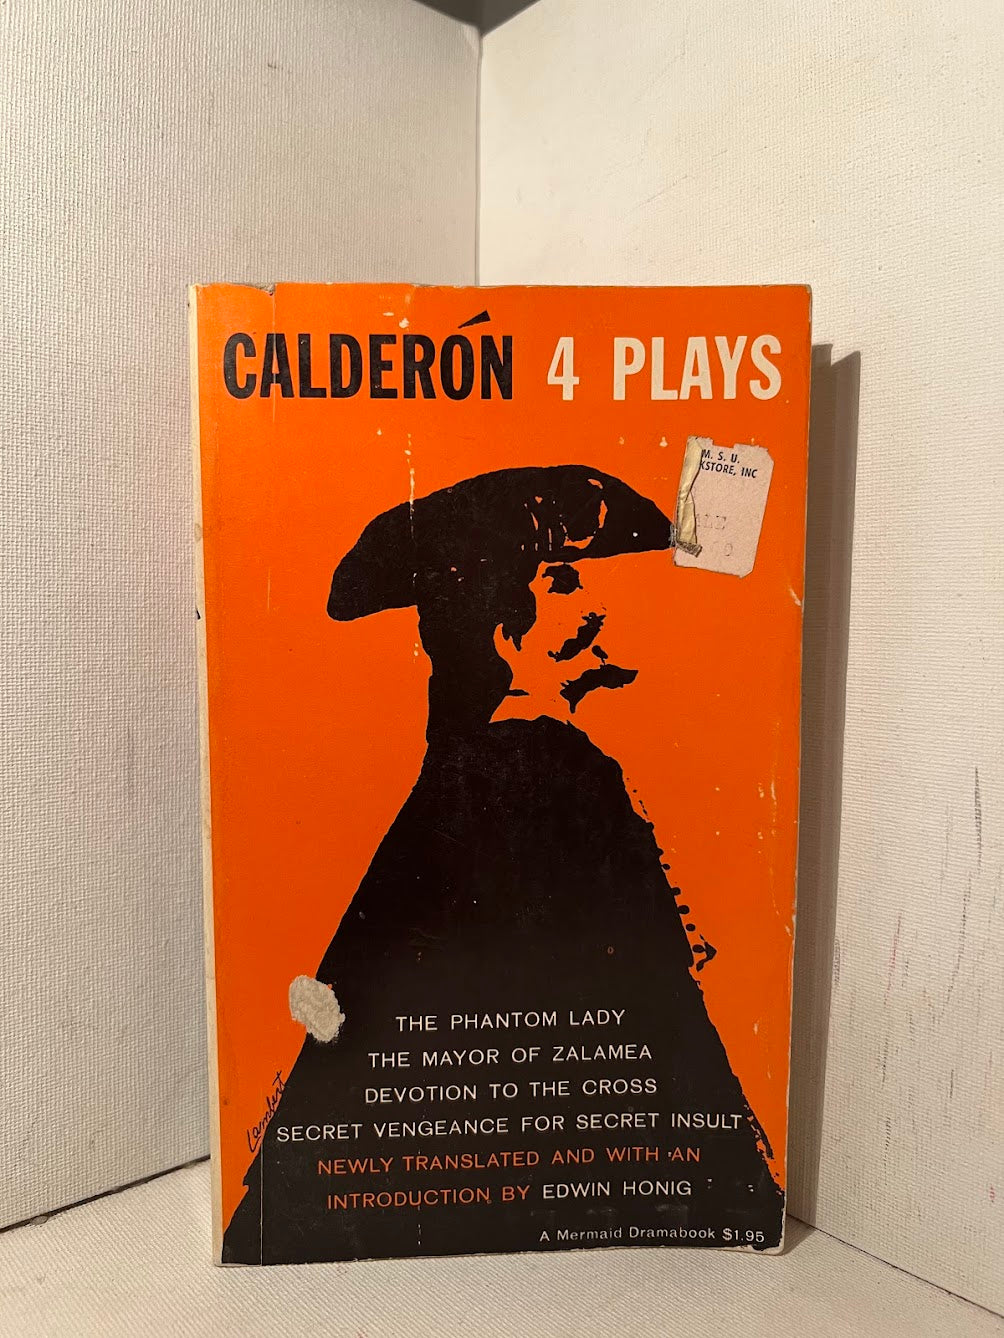 CALDERÓN 4 PLAYS
M. S. U.
KSTORE, INC
THE PHANTOM LADY
THE MAYOR OF ZALAMEA
DEVOTION TO THE CROSS
SECRET VENGEANCE FOR SECRET INSULT
NEWLY TRANSLATED AND WITH AN
INTRODUCTION BY EDWIN HONIG
A Mermaid Dramabook $1.95
Lambert